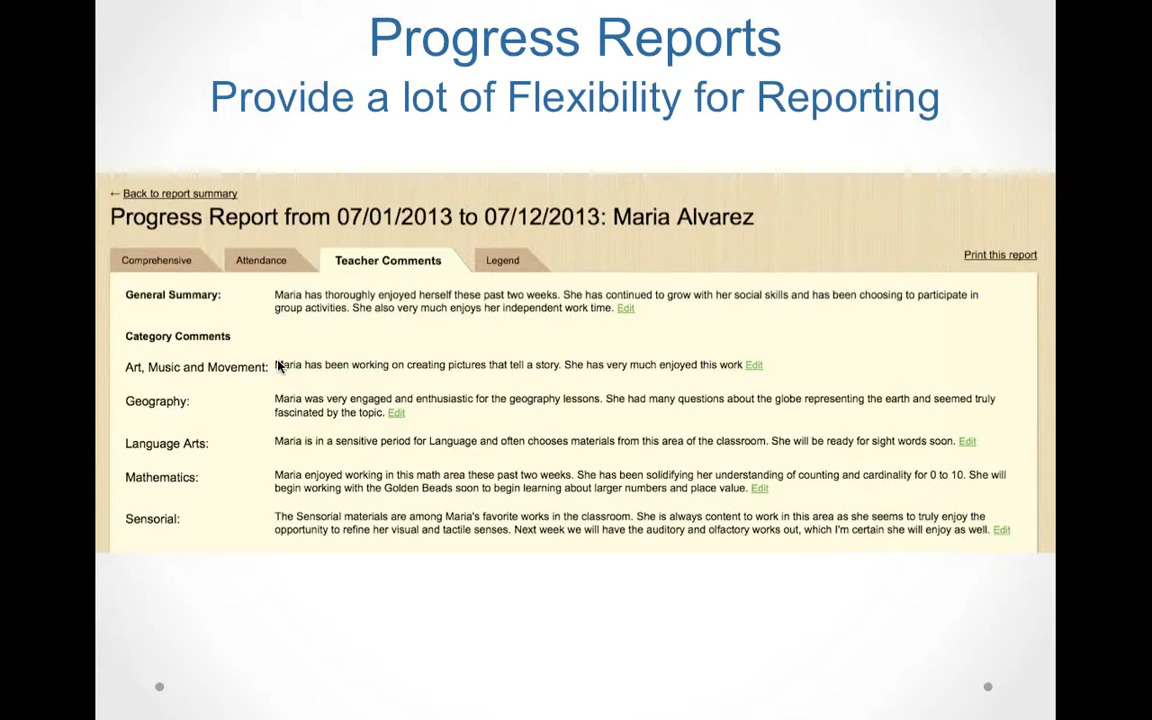 Progress Reports
Provide a lot of Flexibility for Reporting
← Back to report summary
Progress Report from 07/01/2013 to 07/12/2013: Maria Alvarez
Comprehensive Attendance Teacher Comments Legend Print this report
General Summary: Maria has thoroughly enjoyed herself these past two weeks. She has continued to grow with her social skills and has been choosing to participate in
group activities. She also very much enjoys her independent work time. Edit
Category Comments
Art, Music and Movement: Maria has been working on creating pictures that tell a story. She has very much enjoyed this work Edit
Geography: Maria was very engaged and enthusiastic for the geography lessons. She had many questions about the globe representing the earth and seemed truly
fascinated by the topic. Edit
Language Arts: Maria is in a sensitive period for Language and often chooses materials from this area of the classroom. She will be ready for sight words soon. Edit
Mathematics: Maria enjoyed working in this math area these past two weeks. She has been solidifying her understanding of counting and cardinality for 0 to 10. She will
begin working with the Golden Beads soon to begin learning about larger numbers and place value. Edit
Sensorial: The Sensorial materials are among Maria's favorite works in the classroom. She is always content to work in this area as she seems to truly enjoy the
opportunity to refine her visual and tactile senses. Next week we will have the auditory and olfactory works out, which I'm certain she will enjoy as well. Edit